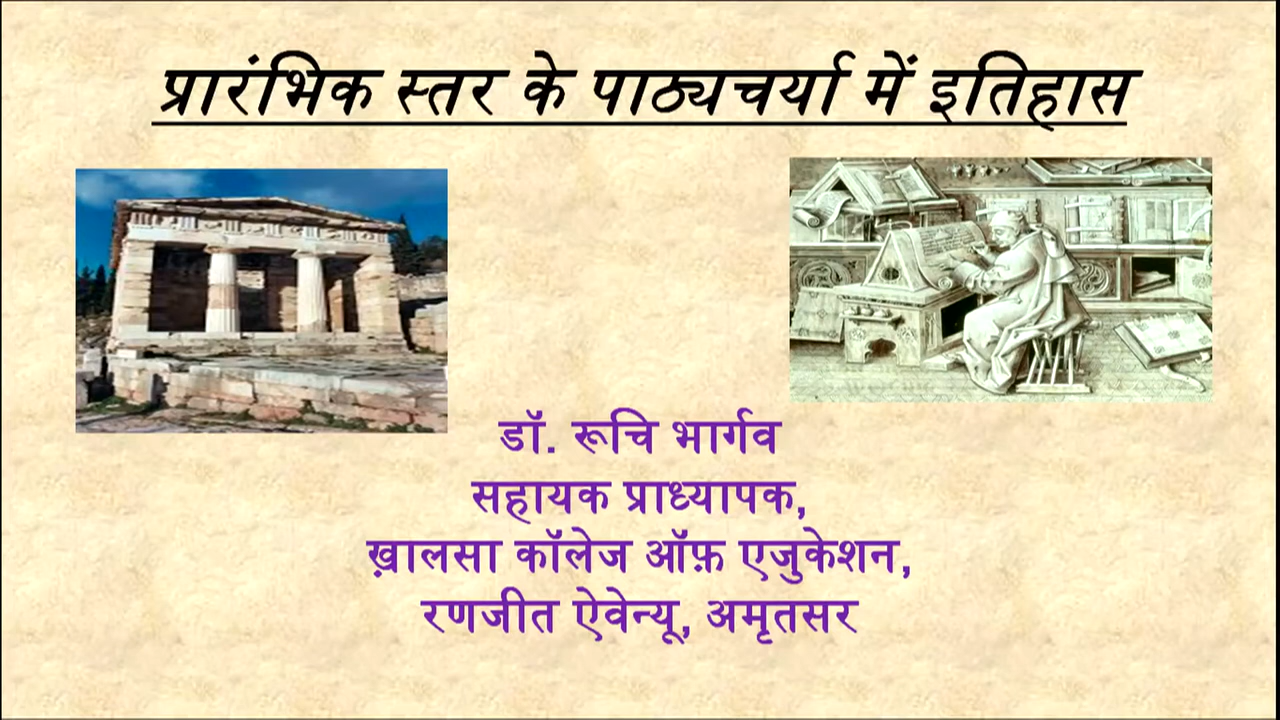 प्रारंभिक स्तर के पाठ्यचर्या में इतिहास
डॉ. रूचि भार्गव
सहायक प्राध्यापक,
ख़ालसा कॉलेज ऑफ़ एजुकेशन,
रणजीत ऐवेन्यू, अमृतसर